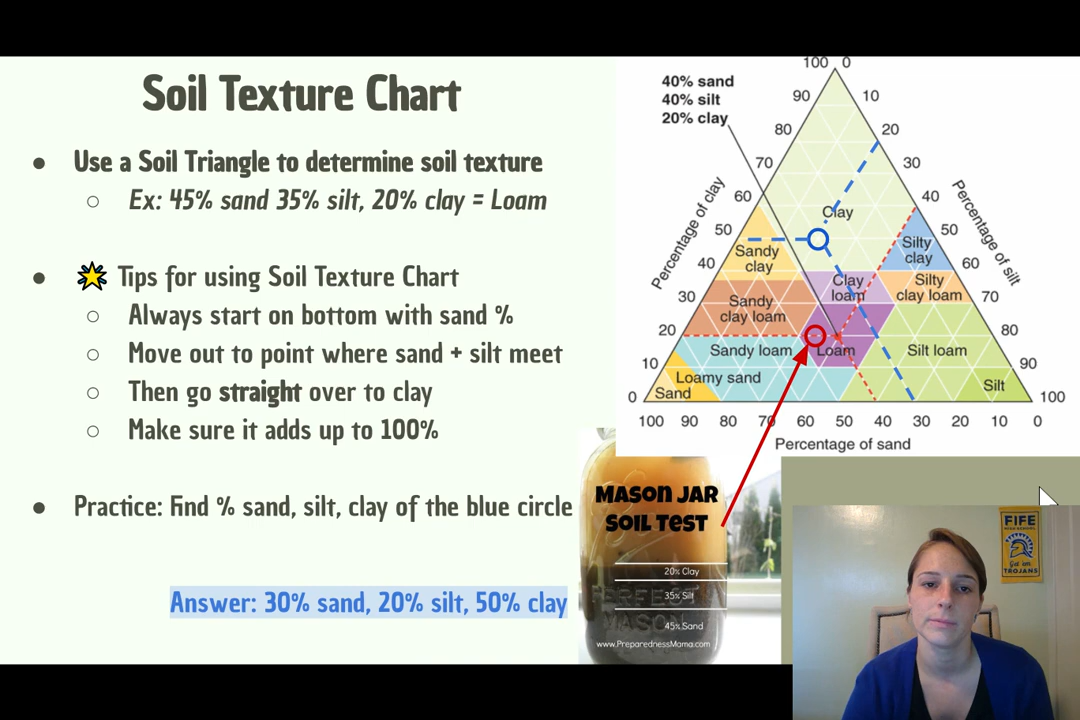 Soil Texture Chart
● Use a Soil Triangle to determine soil texture
○ Ex: 45% sand 35% silt, 20% clay = Loam
● Tips for using Soil Texture Chart
○ Always start on bottom with sand %
○ Move out to point where sand + silt meet
○ Then go straight over to clay
○ Make sure it adds up to 100%
● Practice: Find % sand, silt, clay of the blue circle
Answer: 30% sand, 20% silt, 50% clay
40% sand
40% silt
20% clay
100 0
90 10
80 20
70 30
60 40
50 50
40 60
30 70
20 80
10 90
0 100
Percentage of clay
Percentage of silt
Clay
Sandy
clay
Silty
clay
Clay
loam
Silty
clay loam
Sandy
clay loam
Sandy loam
Loam
Silt loam
Loamy sand
Sand
Silt
100 90 80 70 60 50 40 30 20 10 0
Percentage of sand
MASON JAR
SOIL TEST
20% Clay
35% Silt
PERFECT
45% Sand
MASON
www.PreparednessMama.com
FIFE
HIGH SCHOOL
Get 'em
TROJANS